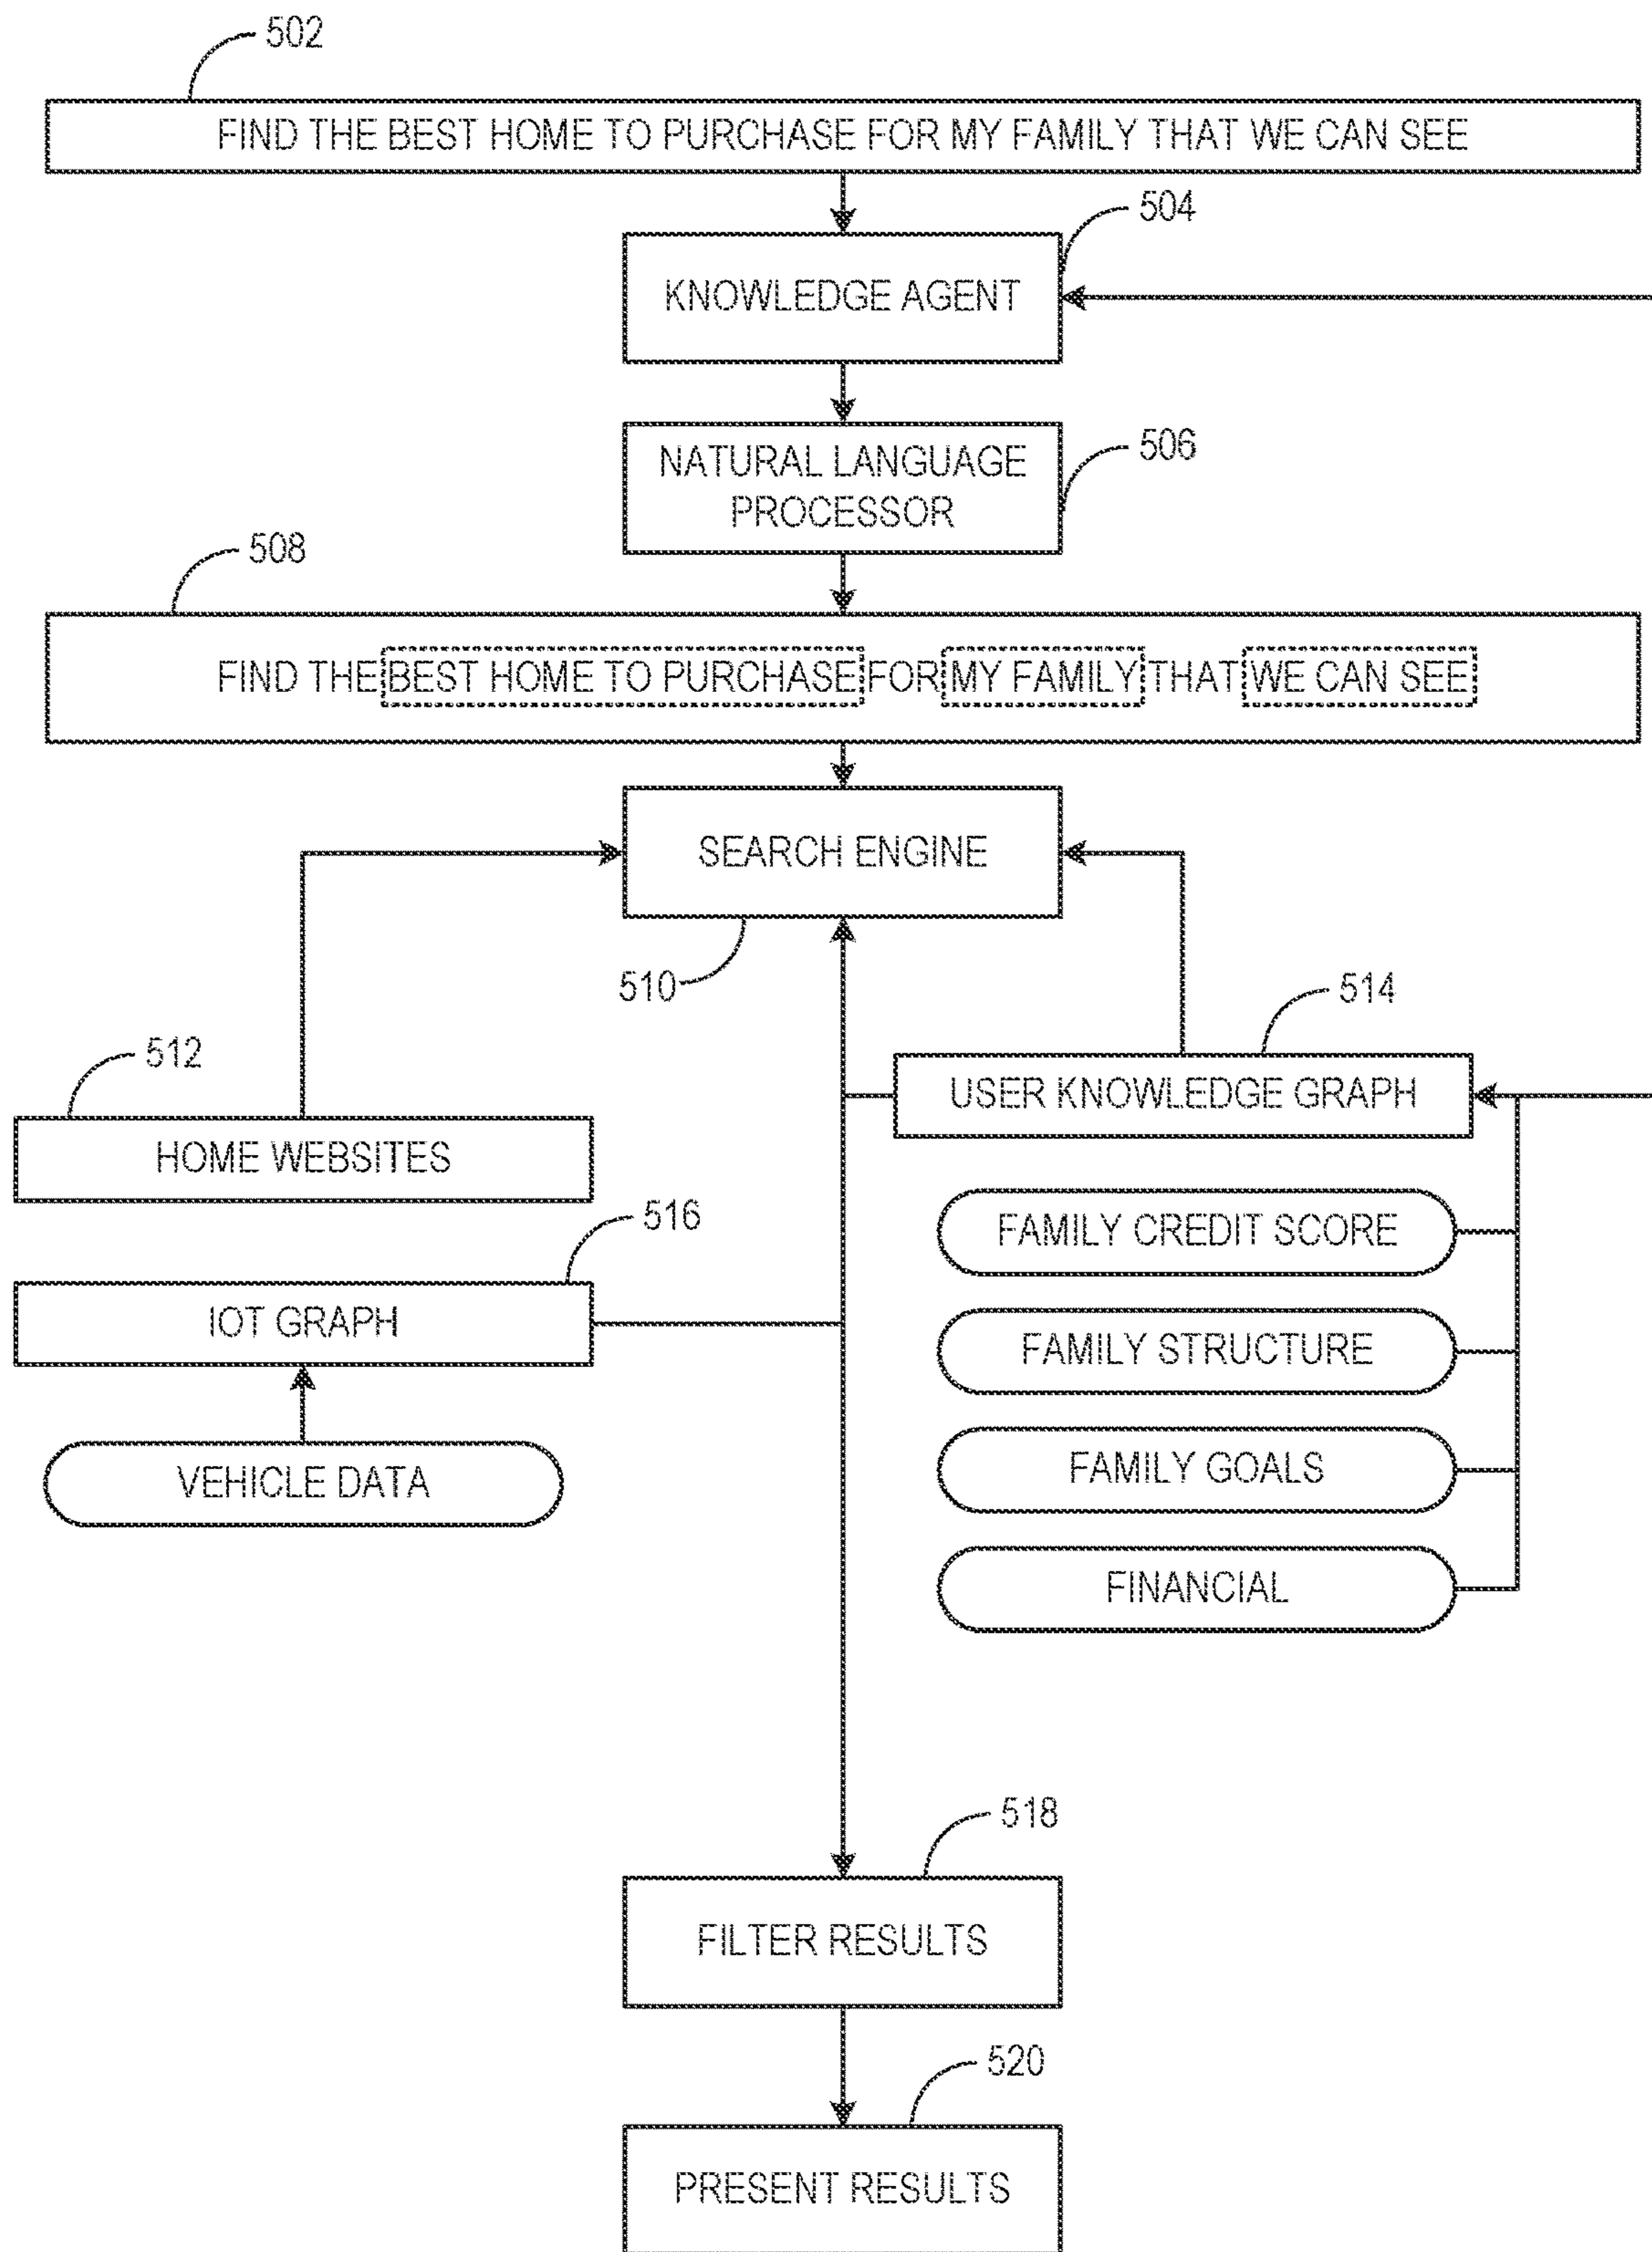 502
FIND THE BEST HOME TO PURCHASE FOR MY FAMILY THAT WE CAN SEE
504
KNOWLEDGE AGENT
NATURAL LANGUAGE
PROCESSOR
506
508
FIND THE BEST HOME TO PURCHASE FOR MY FAMILY THAT WE CAN SEE
SEARCH ENGINE
510
514
512
USER KNOWLEDGE GRAPH
HOME WEBSITES
516
FAMILY CREDIT SCORE
IOT GRAPH
FAMILY STRUCTURE
VEHICLE DATA
FAMILY GOALS
FINANCIAL
518
FILTER RESULTS
520
PRESENT RESULTS